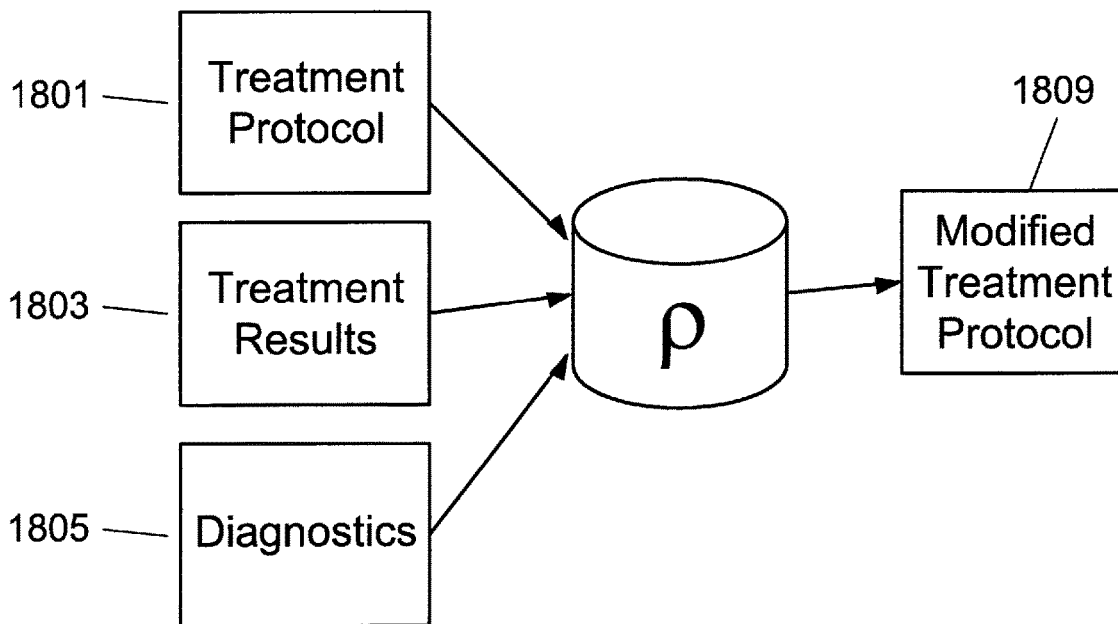 1801
Treatment
Protocol
1803
Treatment
Results
1805
Diagnostics
ρ
1809
Modified
Treatment
Protocol